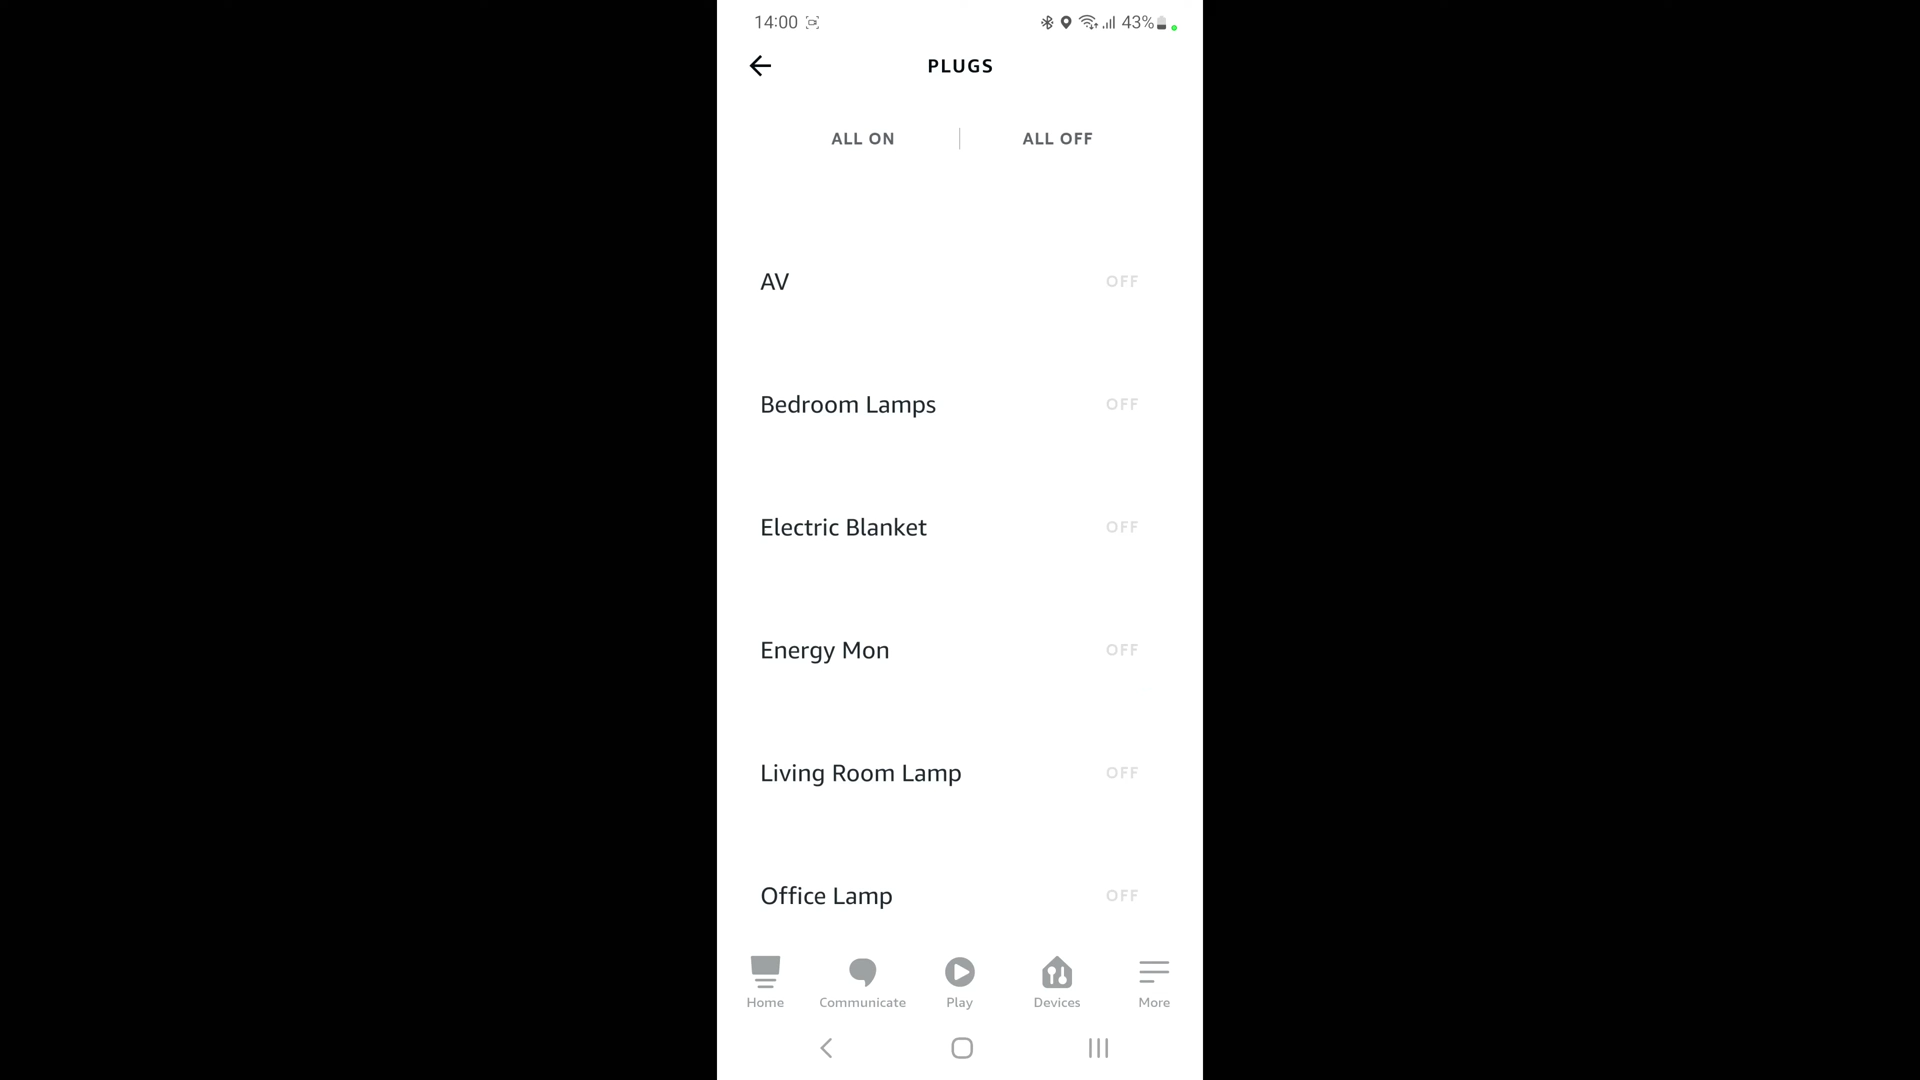 14:00 43%
PLUGS
ALL ON ALL OFF
AV OFF
Bedroom Lamps OFF
Electric Blanket OFF
Energy Mon OFF
Living Room Lamp OFF
Office Lamp OFF
Home Communicate Play Devices More